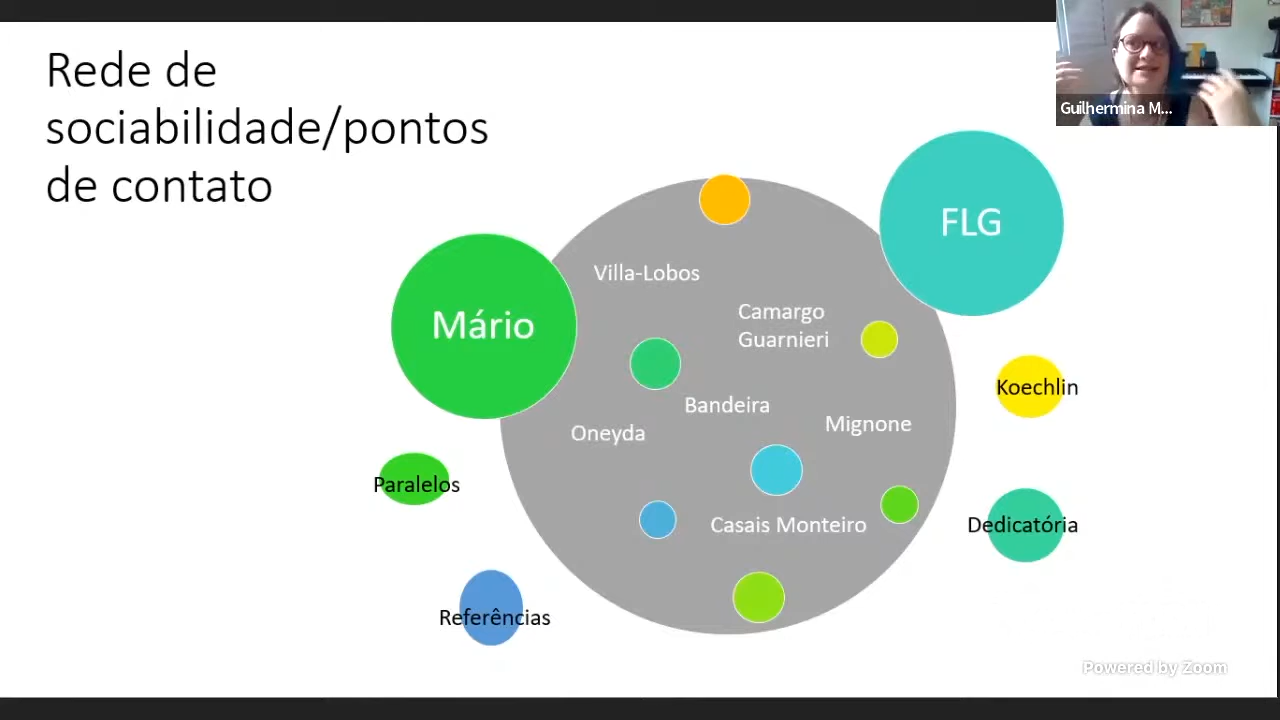 Rede de
sociabilidade/pontos
de contato
Guilhermina M...
FLG
Villa-Lobos
Camargo
Guarnieri
Mário
Koechlin
Bandeira
Mignone
Oneyda
Paralelos
Casais Monteiro
Dedicatória
Referências
Powered by Zoom